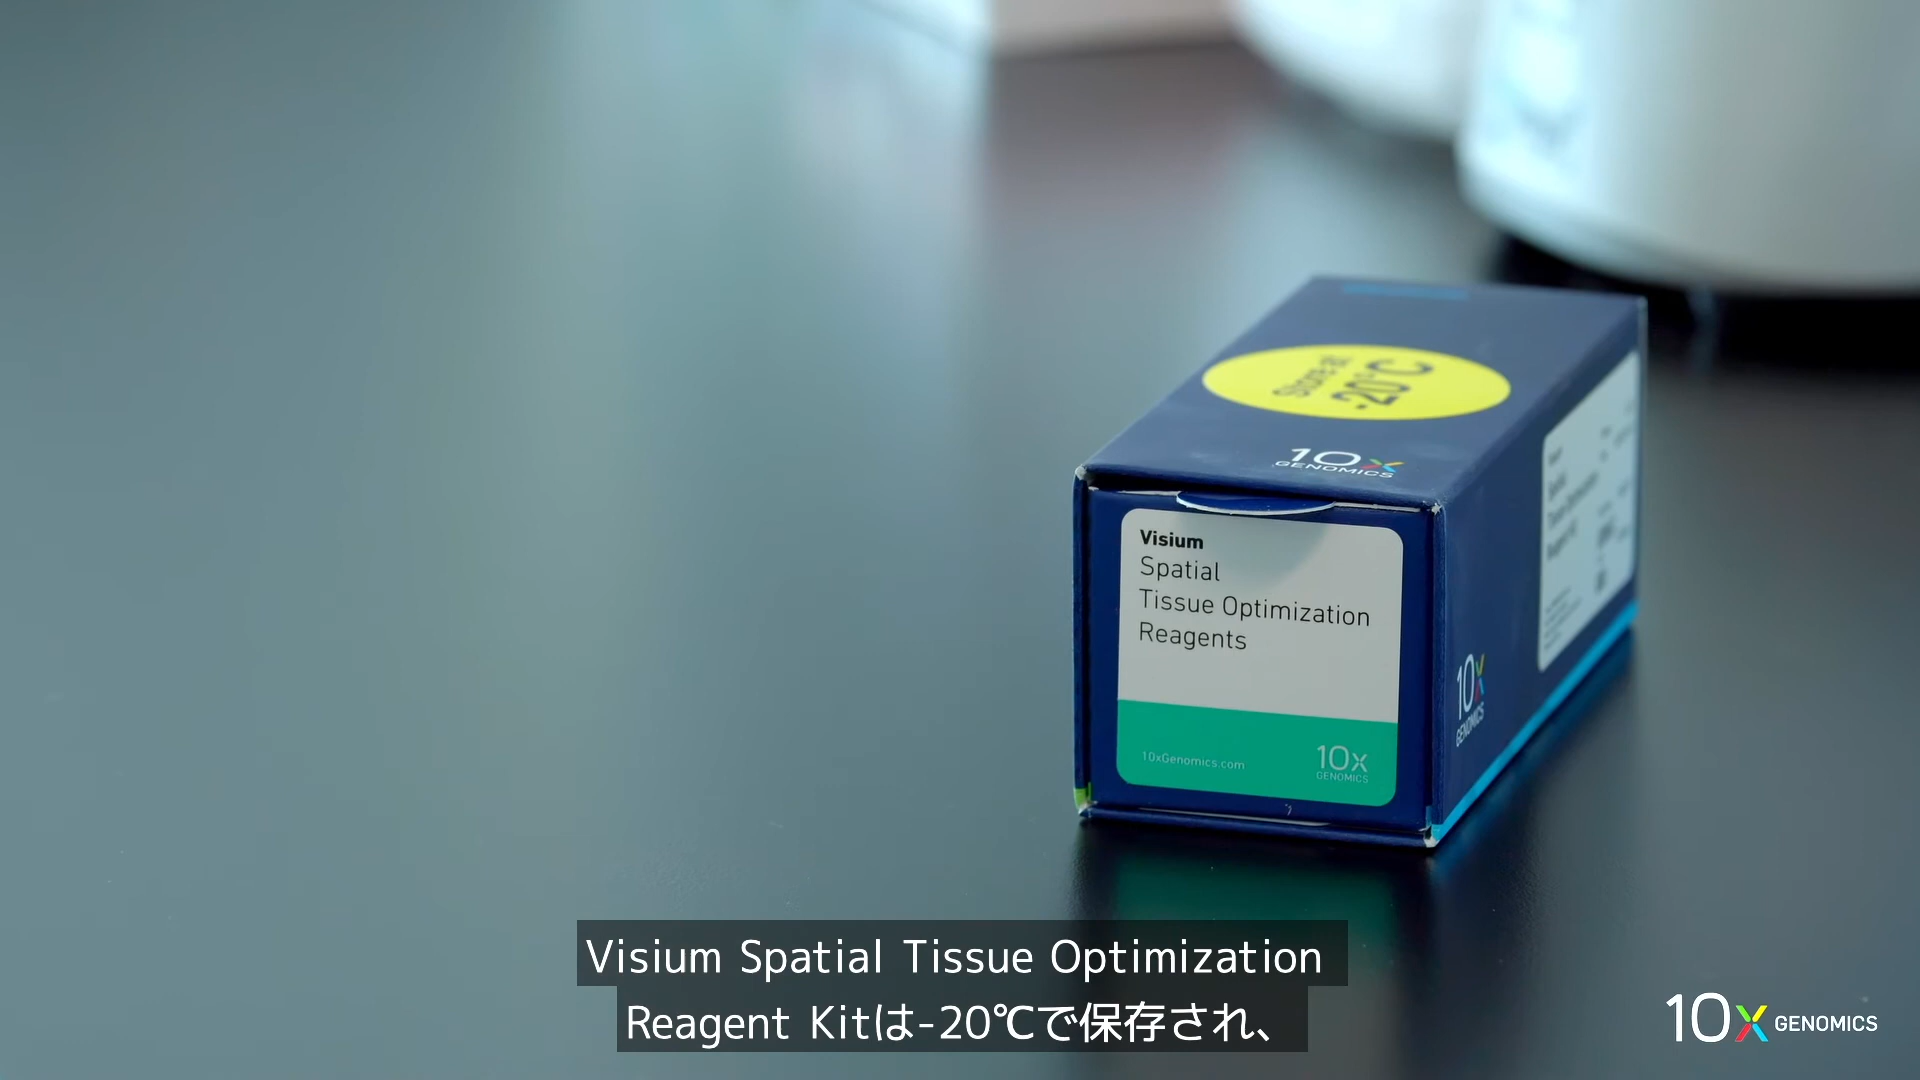 Store at
-20°C
10x
GENOMICS
Visium
Spatial
Tissue Optimization
Reagents
10xGenomics.com
10x
GENOMICS
10x
GENOMICS
Visium Spatial Tissue Optimization
Reagent Kitは-20℃で保存され、
10x GENOMICS